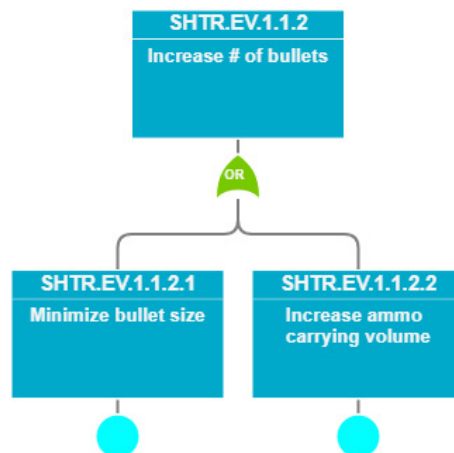 SHTR.EV.1.1.2
Increase # of bullets
OR
SHTR.EV.1.1.2.1
Minimize bullet size
SHTR.EV.1.1.2.2
Increase ammo
carrying volume